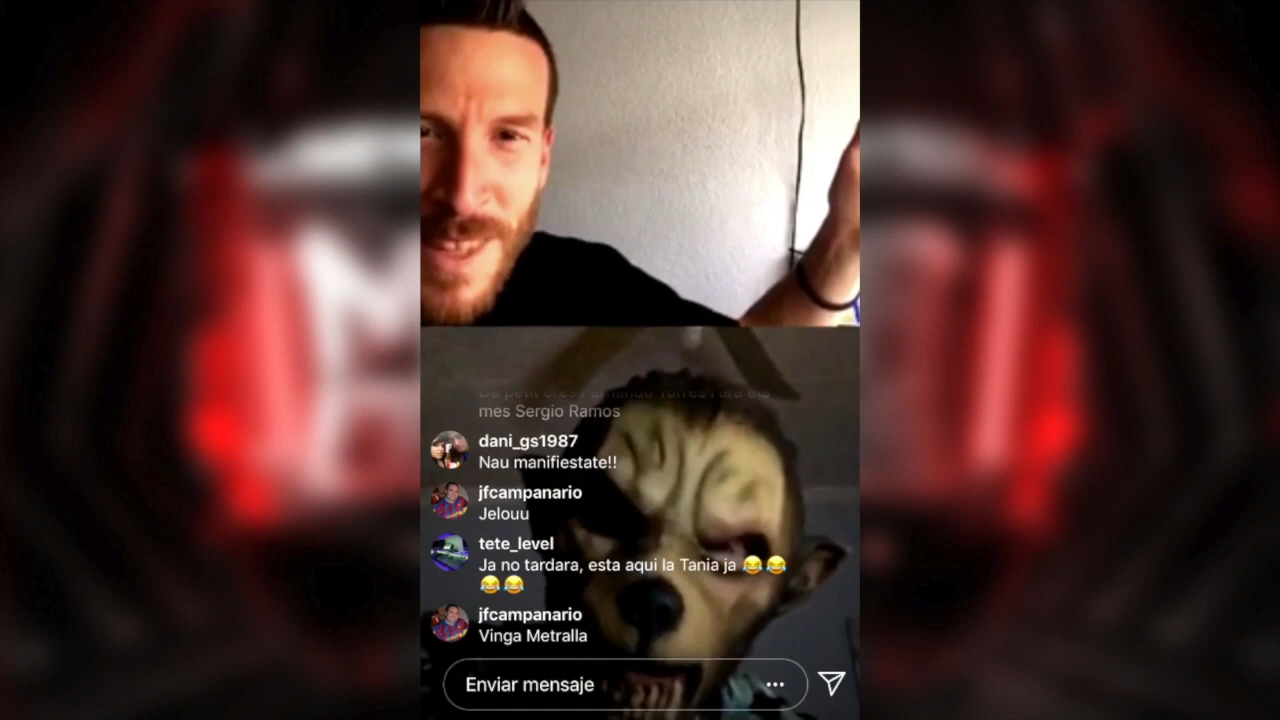 mes Sergio Ramos
dani_gs1987
Nau manifiestate!!
jfcampanario
Jelouu
tete_level
Ja no tardara, esta aqui la Tania ja 😂😂
😂😂
jfcampanario
Vinga Metralla
Enviar mensaje